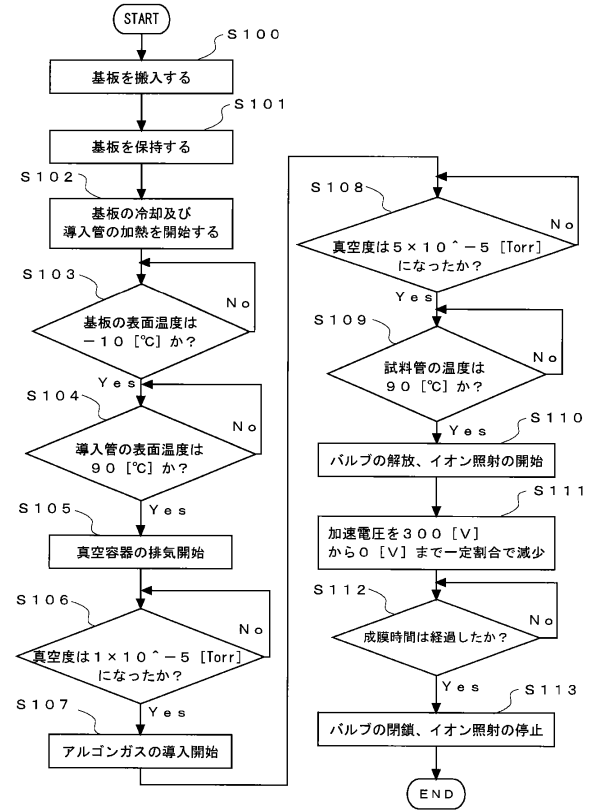 START
S100
基板を搬入する
S101
基板を保持する
S102
基板の冷却及び
導入管の加熱を開始する
S103
No
基板の表面温度は
－10［℃］か？
Yes
S104
No
導入管の表面温度は
90［℃］か？
Yes
S105
真空容器の排気開始
S106
No
真空度は1×10＾－5［Torr］
になったか？
Yes
S107
アルゴンガスの導入開始
S108
No
真空度は5×10＾－5［Torr］
になったか？
Yes
S109
No
試料管の温度は
90［℃］か？
Yes
S110
バルブの解放、イオン照射の開始
S111
加速電圧を300［V］
から0［V］まで一定割合で減少
S112
No
成膜時間は経過したか？
Yes
S113
バルブの閉鎖、イオン照射の停止
END